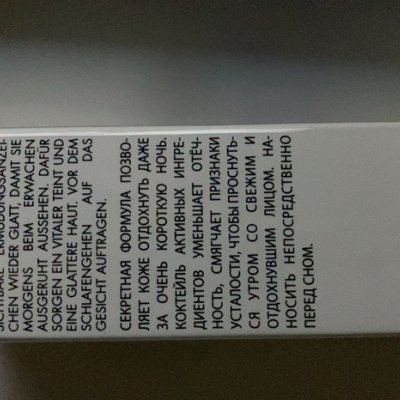 SICHTBARE ERMÜDUNGSANZEI-
CHEN WIEDER GLATT, DAMIT SIE
MORGENS BEIM ERWACHEN
AUSGERUHT AUSSEHEN. DAFÜR
SORGEN EIN VITALER TEINT UND
EINE GLATTERE HAUT. VOR DEM
SCHLAFENGEHEN AUF DAS
GESICHT AUFTRAGEN.
СЕКРЕТНАЯ ФОРМУЛА ПОЗВО-
ЛЯЕТ КОЖЕ ОТДОХНУТЬ ДАЖЕ
ЗА ОЧЕНЬ КОРОТКУЮ НОЧЬ.
КОКТЕЙЛЬ АКТИВНЫХ ИНГРЕ-
ДИЕНТОВ УМЕНЬШАЕТ ОТЁЧ-
НОСТЬ, СМЯГЧАЕТ ПРИЗНАКИ
УСТАЛОСТИ, ЧТОБЫ ПРОСНУТЬ-
СЯ УТРОМ СО СВЕЖИМ И
ОТДОХНУВШИМ ЛИЦОМ. НА-
НОСИТЬ НЕПОСРЕДСТВЕННО
ПЕРЕД СНОМ.